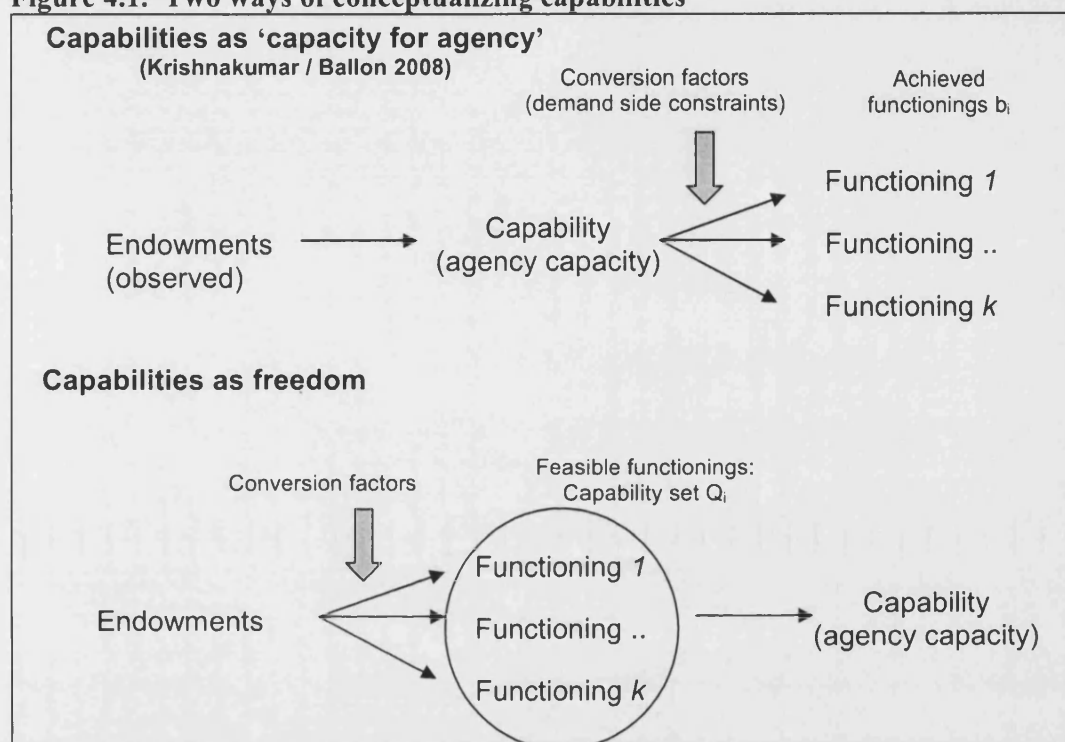 Figure 4.1: Two ways of conceptualizing capabilities
Capabilities as ‘capacity for agency’
(Krishnakumar / Ballon 2008)
Conversion factors
(demand side constraints)
Achieved
functionings bᵢ
Endowments
(observed)
Capability
(agency capacity)
Functioning 1
Functioning ..
Functioning k
Capabilities as freedom
Conversion factors
Feasible functionings:
Capability set Qᵢ
Endowments
Functioning 1
Functioning ..
Functioning k
Capability
(agency capacity)